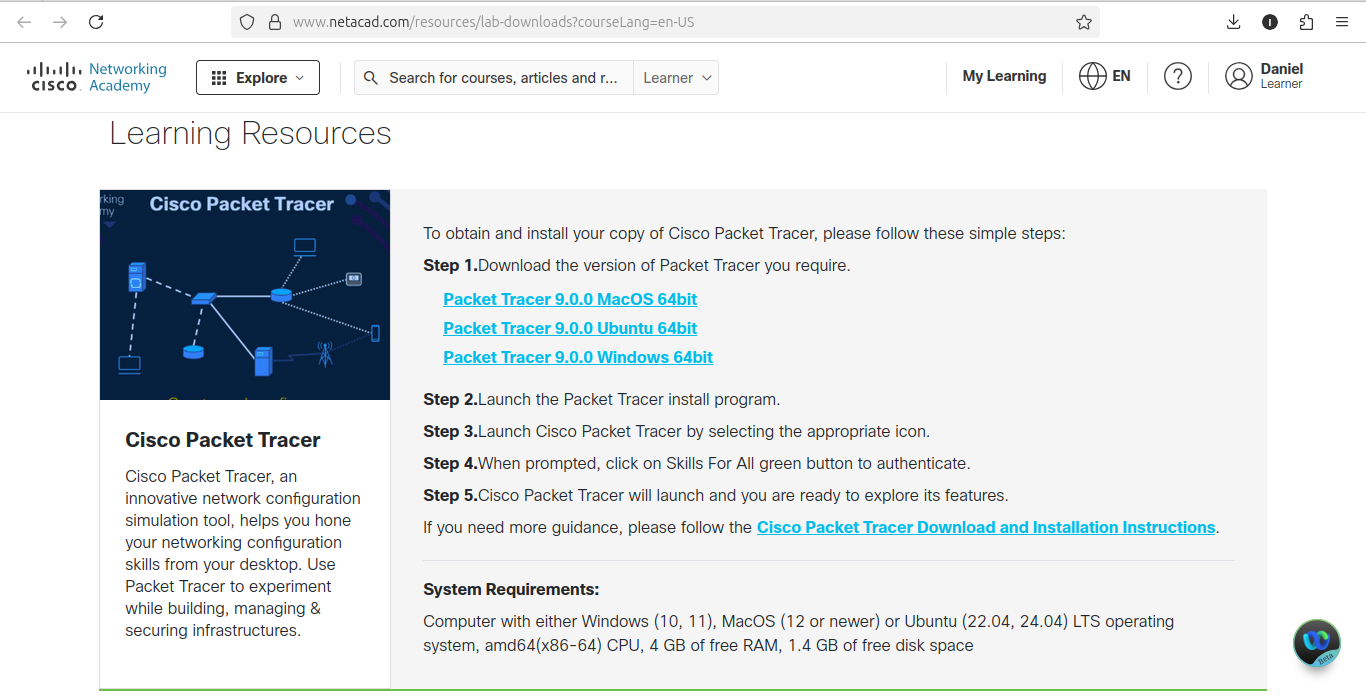 www.netacad.com/resources/lab-downloads?courseLang=en-US
CISCO
Networking
Academy
Explore
Search for courses, articles and r...
Learner
My Learning
EN
?
Daniel
Learner
Learning Resources
rking
my
Cisco Packet Tracer
Cisco Packet Tracer
Cisco Packet Tracer, an
innovative network configuration
simulation tool, helps you hone
your networking configuration
skills from your desktop. Use
Packet Tracer to experiment
while building, managing &
securing infrastructures.
To obtain and install your copy of Cisco Packet Tracer, please follow these simple steps:
Step 1.Download the version of Packet Tracer you require.
Packet Tracer 9.0.0 MacOS 64bit
Packet Tracer 9.0.0 Ubuntu 64bit
Packet Tracer 9.0.0 Windows 64bit
Step 2.Launch the Packet Tracer install program.
Step 3.Launch Cisco Packet Tracer by selecting the appropriate icon.
Step 4.When prompted, click on Skills For All green button to authenticate.
Step 5.Cisco Packet Tracer will launch and you are ready to explore its features.
If you need more guidance, please follow the Cisco Packet Tracer Download and Installation Instructions.
System Requirements:
Computer with either Windows (10, 11), MacOS (12 or newer) or Ubuntu (22.04, 24.04) LTS operating
system, amd64(x86-64) CPU, 4 GB of free RAM, 1.4 GB of free disk space
Beta